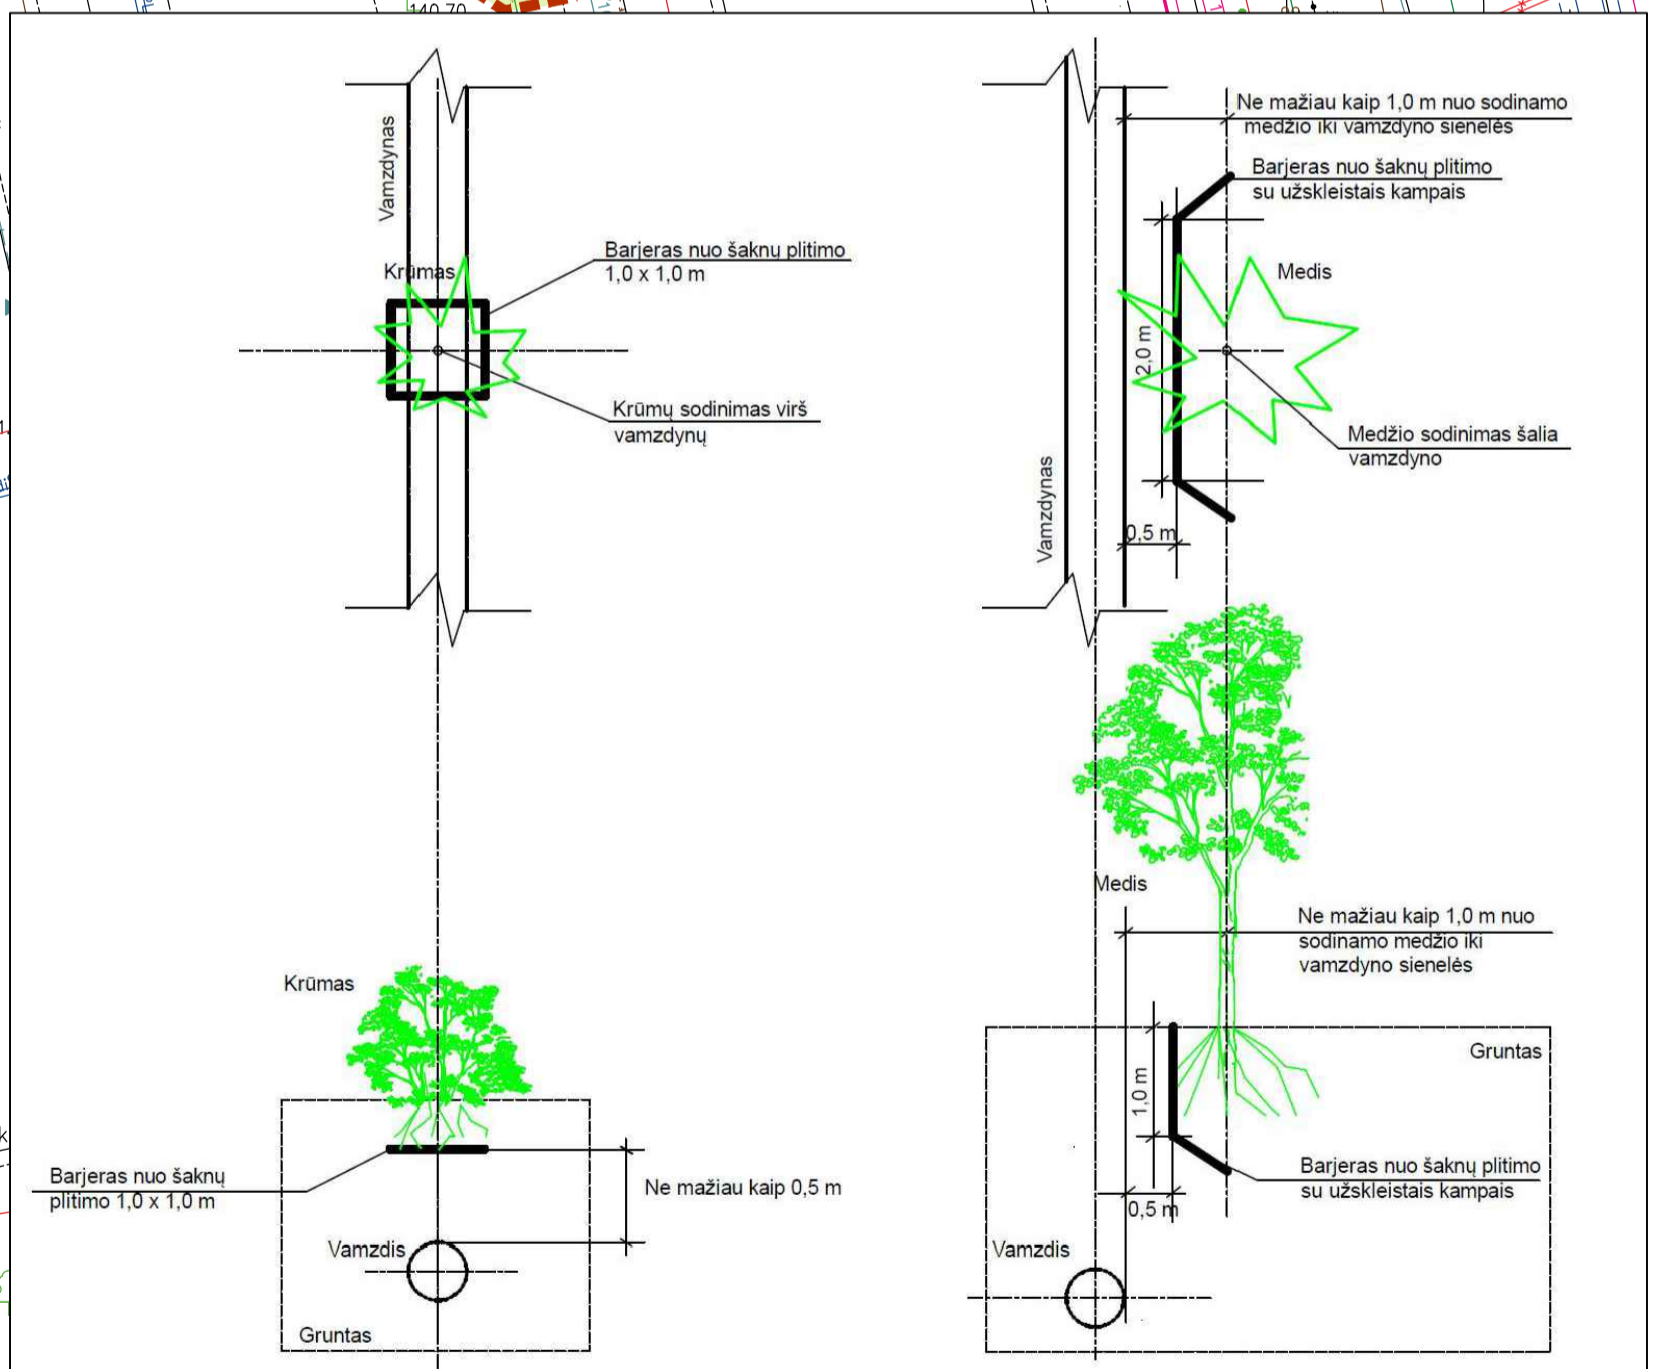 140.70
Vamzdynas
Krūmas
Barjeras nuo šaknų plitimo
1,0 x 1,0 m
Krūmų sodinimas virš
vamzdynų
Ne mažiau kaip 1,0 m nuo sodinamo
medžio iki vamzdyno sienelės
Barjeras nuo šaknų plitimo
su užskleistais kampais
Medis
2,0 m
Medžio sodinimas šalia
vamzdyno
Vamzdynas
0,5 m
Krūmas
Barjeras nuo šaknų
plitimo 1,0 x 1,0 m
Ne mažiau kaip 0,5 m
Vamzdis
Gruntas
Medis
Ne mažiau kaip 1,0 m nuo
sodinamo medžio iki
vamzdyno sienelės
Gruntas
1,0 m
Barjeras nuo šaknų plitimo
su užskleistais kampais
0,5 m
Vamzdis